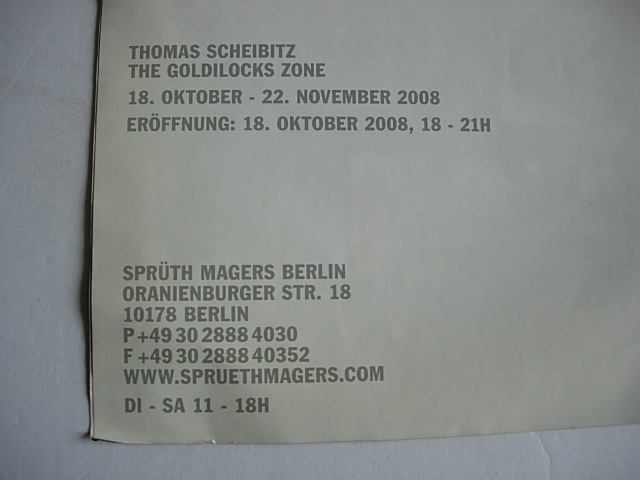 THOMAS SCHEIBITZ
THE GOLDILOCKS ZONE
18. OKTOBER - 22. NOVEMBER 2008
ERÖFFNUNG: 18. OKTOBER 2008, 18 - 21H
SPRÜTH MAGERS BERLIN
ORANIENBURGER STR. 18
10178 BERLIN
P +49 30 2888 4030
F +49 30 2888 40352
WWW.SPRUETHMAGERS.COM
DI - SA 11 - 18H